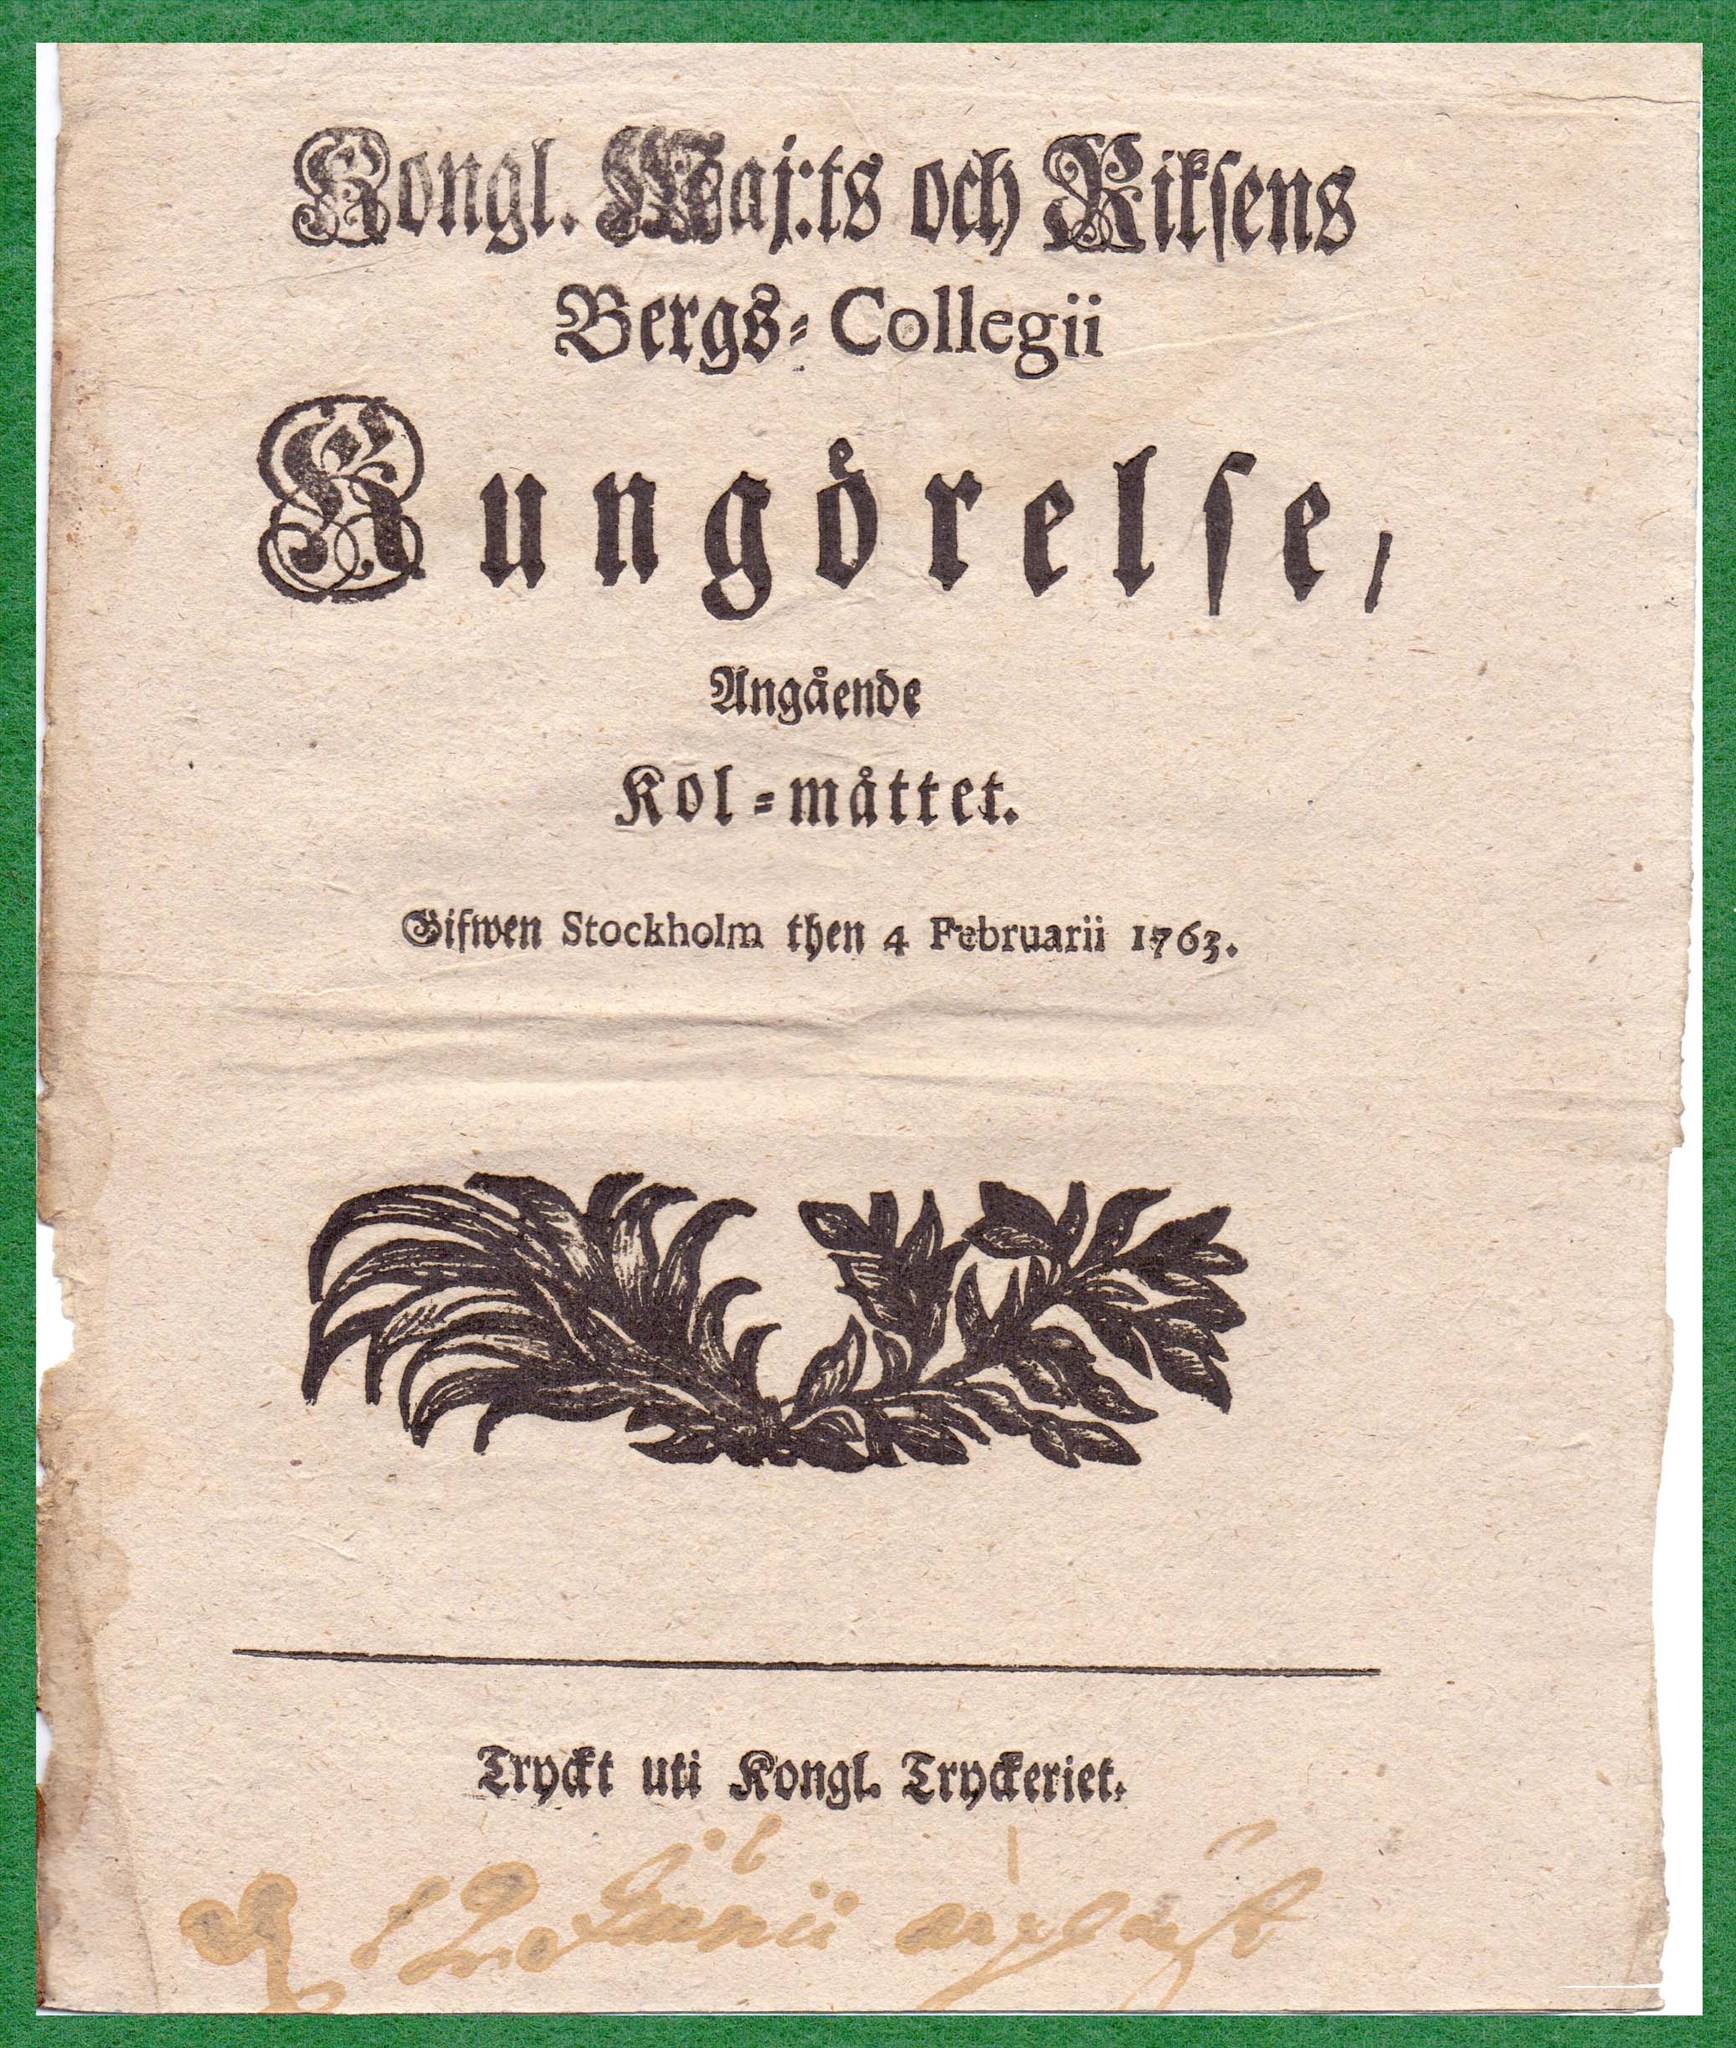 Kongl. Maj:ts och Riksens
Bergs-Collegii
Kungörelse,
Angående
Kol-måttet.
Gifwen Stockholm then 4 Februarii 1763.
Tryckt uti Kongl. Tryckeriet.
Junii